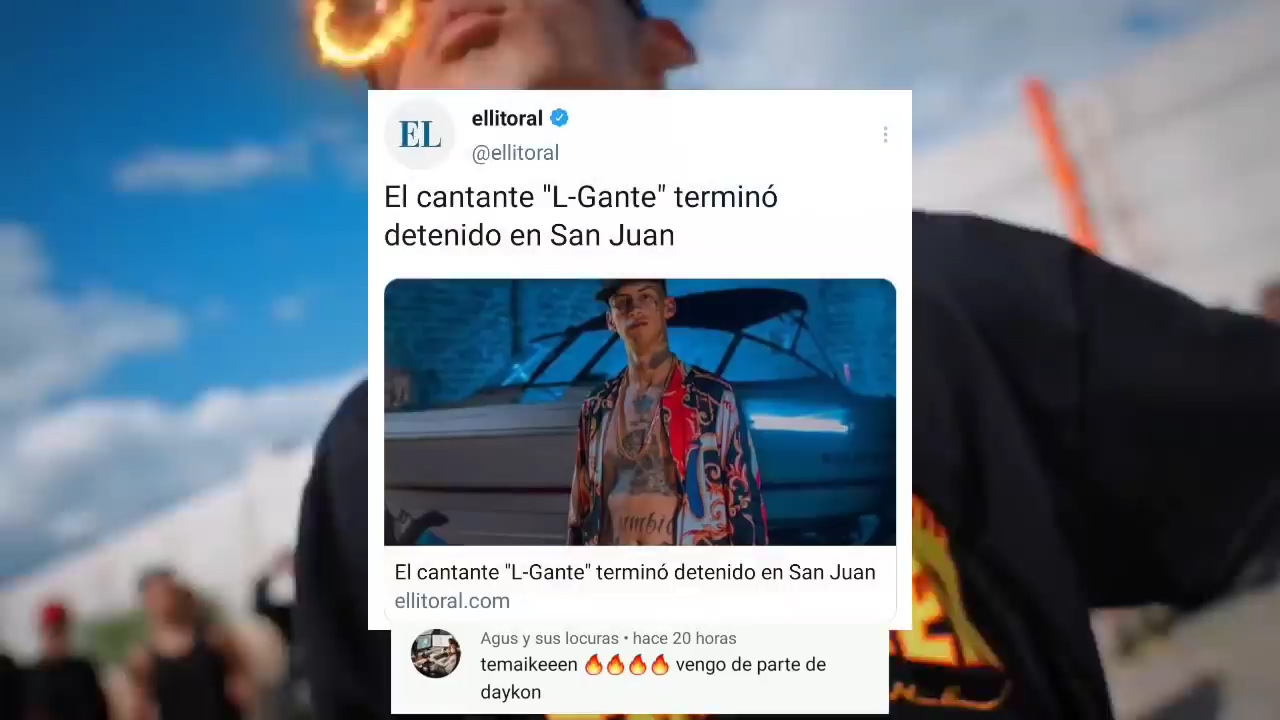 EL
ellitoral
@ellitoral
El cantante "L-Gante" terminó
detenido en San Juan
El cantante "L-Gante" terminó detenido en San Juan
ellitoral.com
Agus y sus locuras • hace 20 horas
temaikeeen 🔥🔥🔥🔥 vengo de parte de
daykon